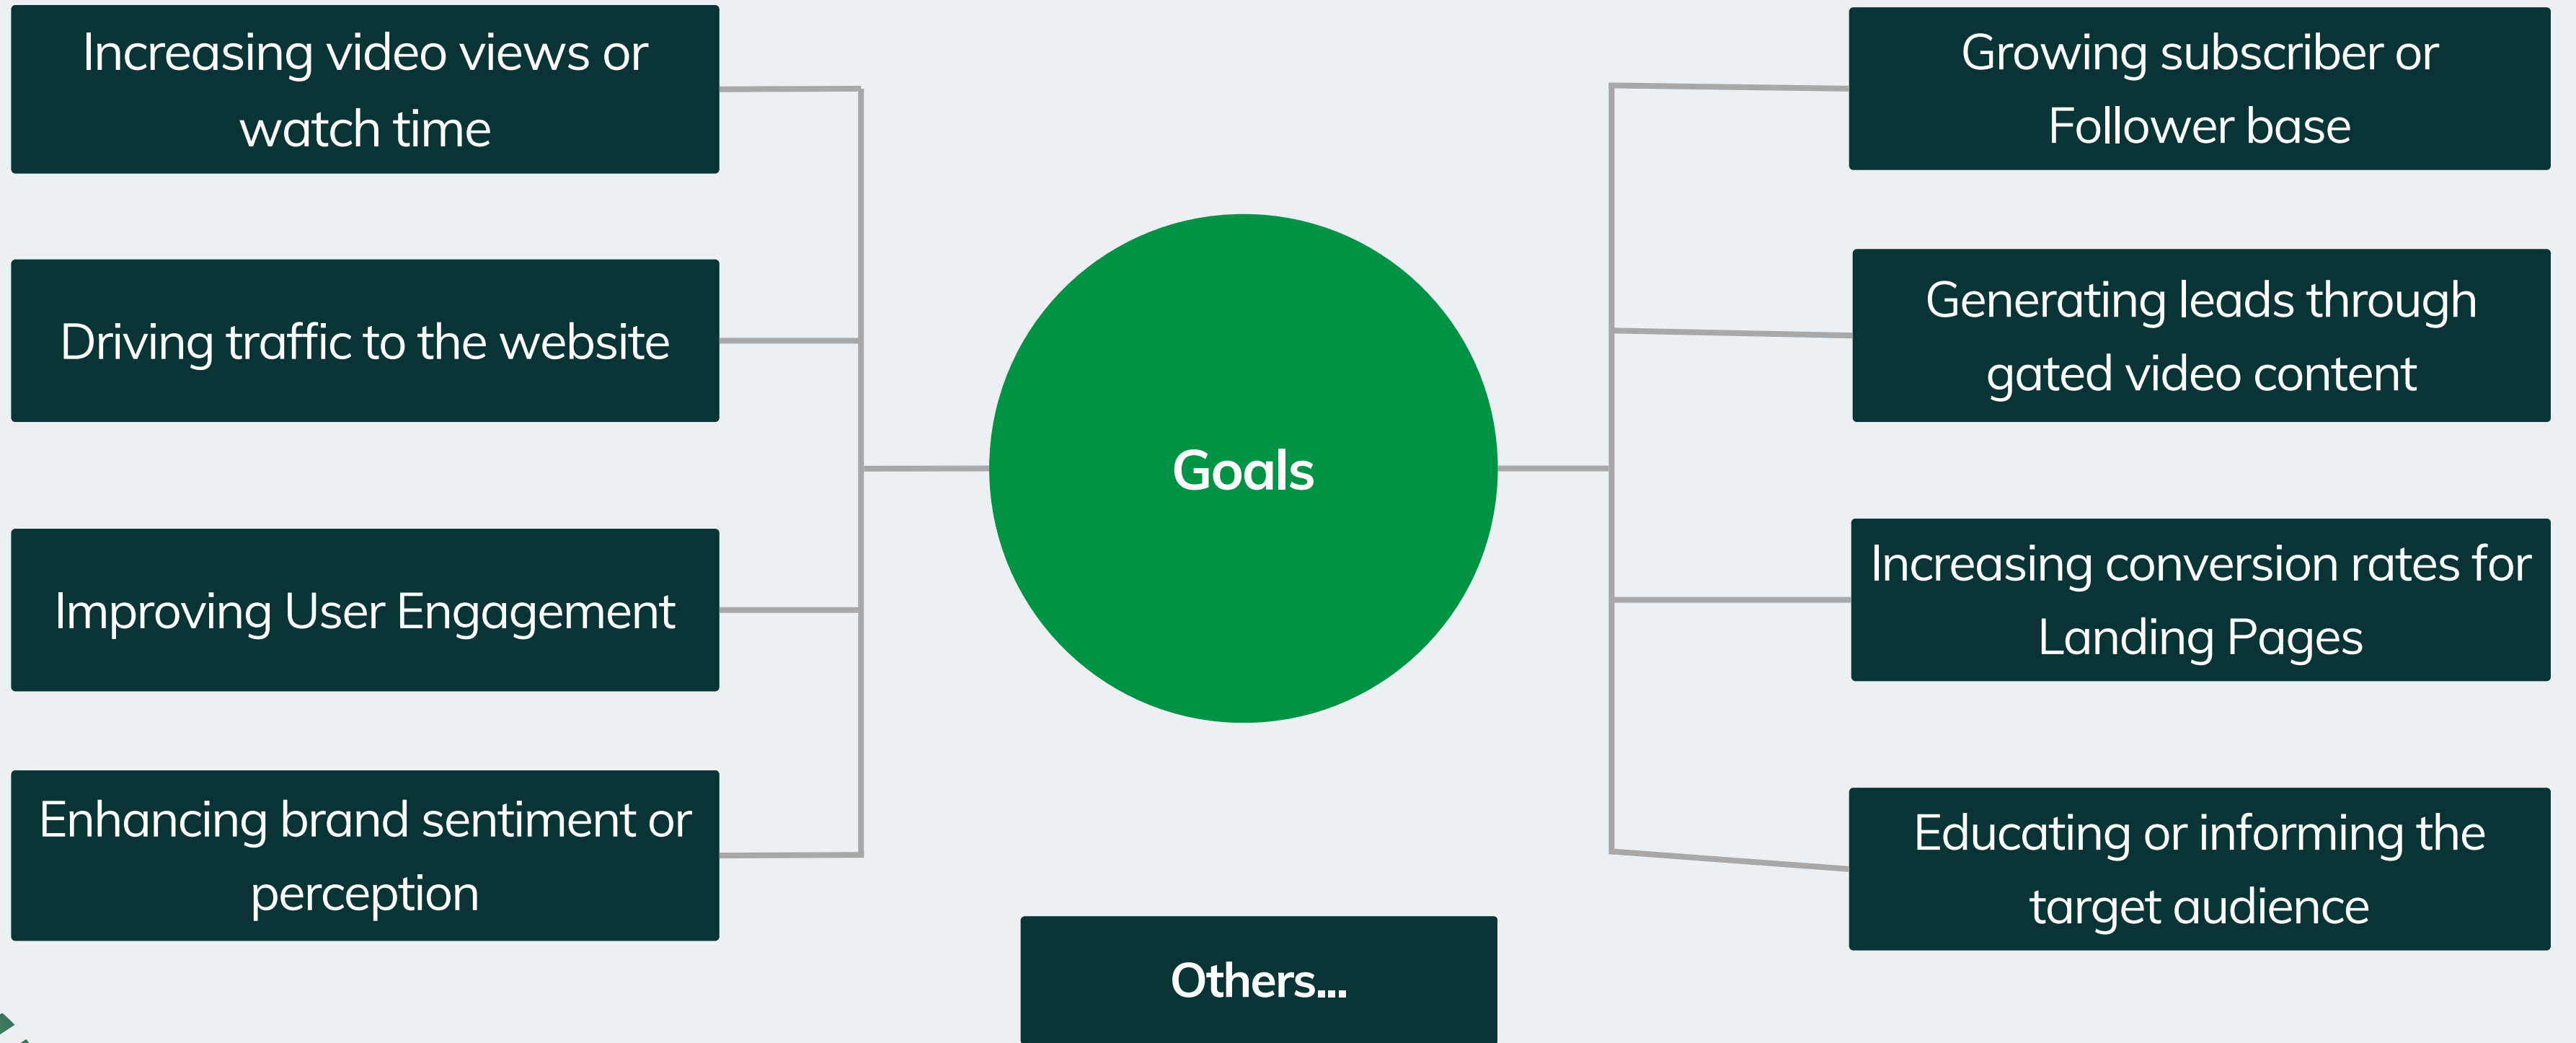 Increasing video views or
watch time
Driving traffic to the website
Improving User Engagement
Enhancing brand sentiment or
perception
Goals
Others...
Growing subscriber or
Follower base
Generating leads through
gated video content
Increasing conversion rates for
Landing Pages
Educating or informing the
target audience